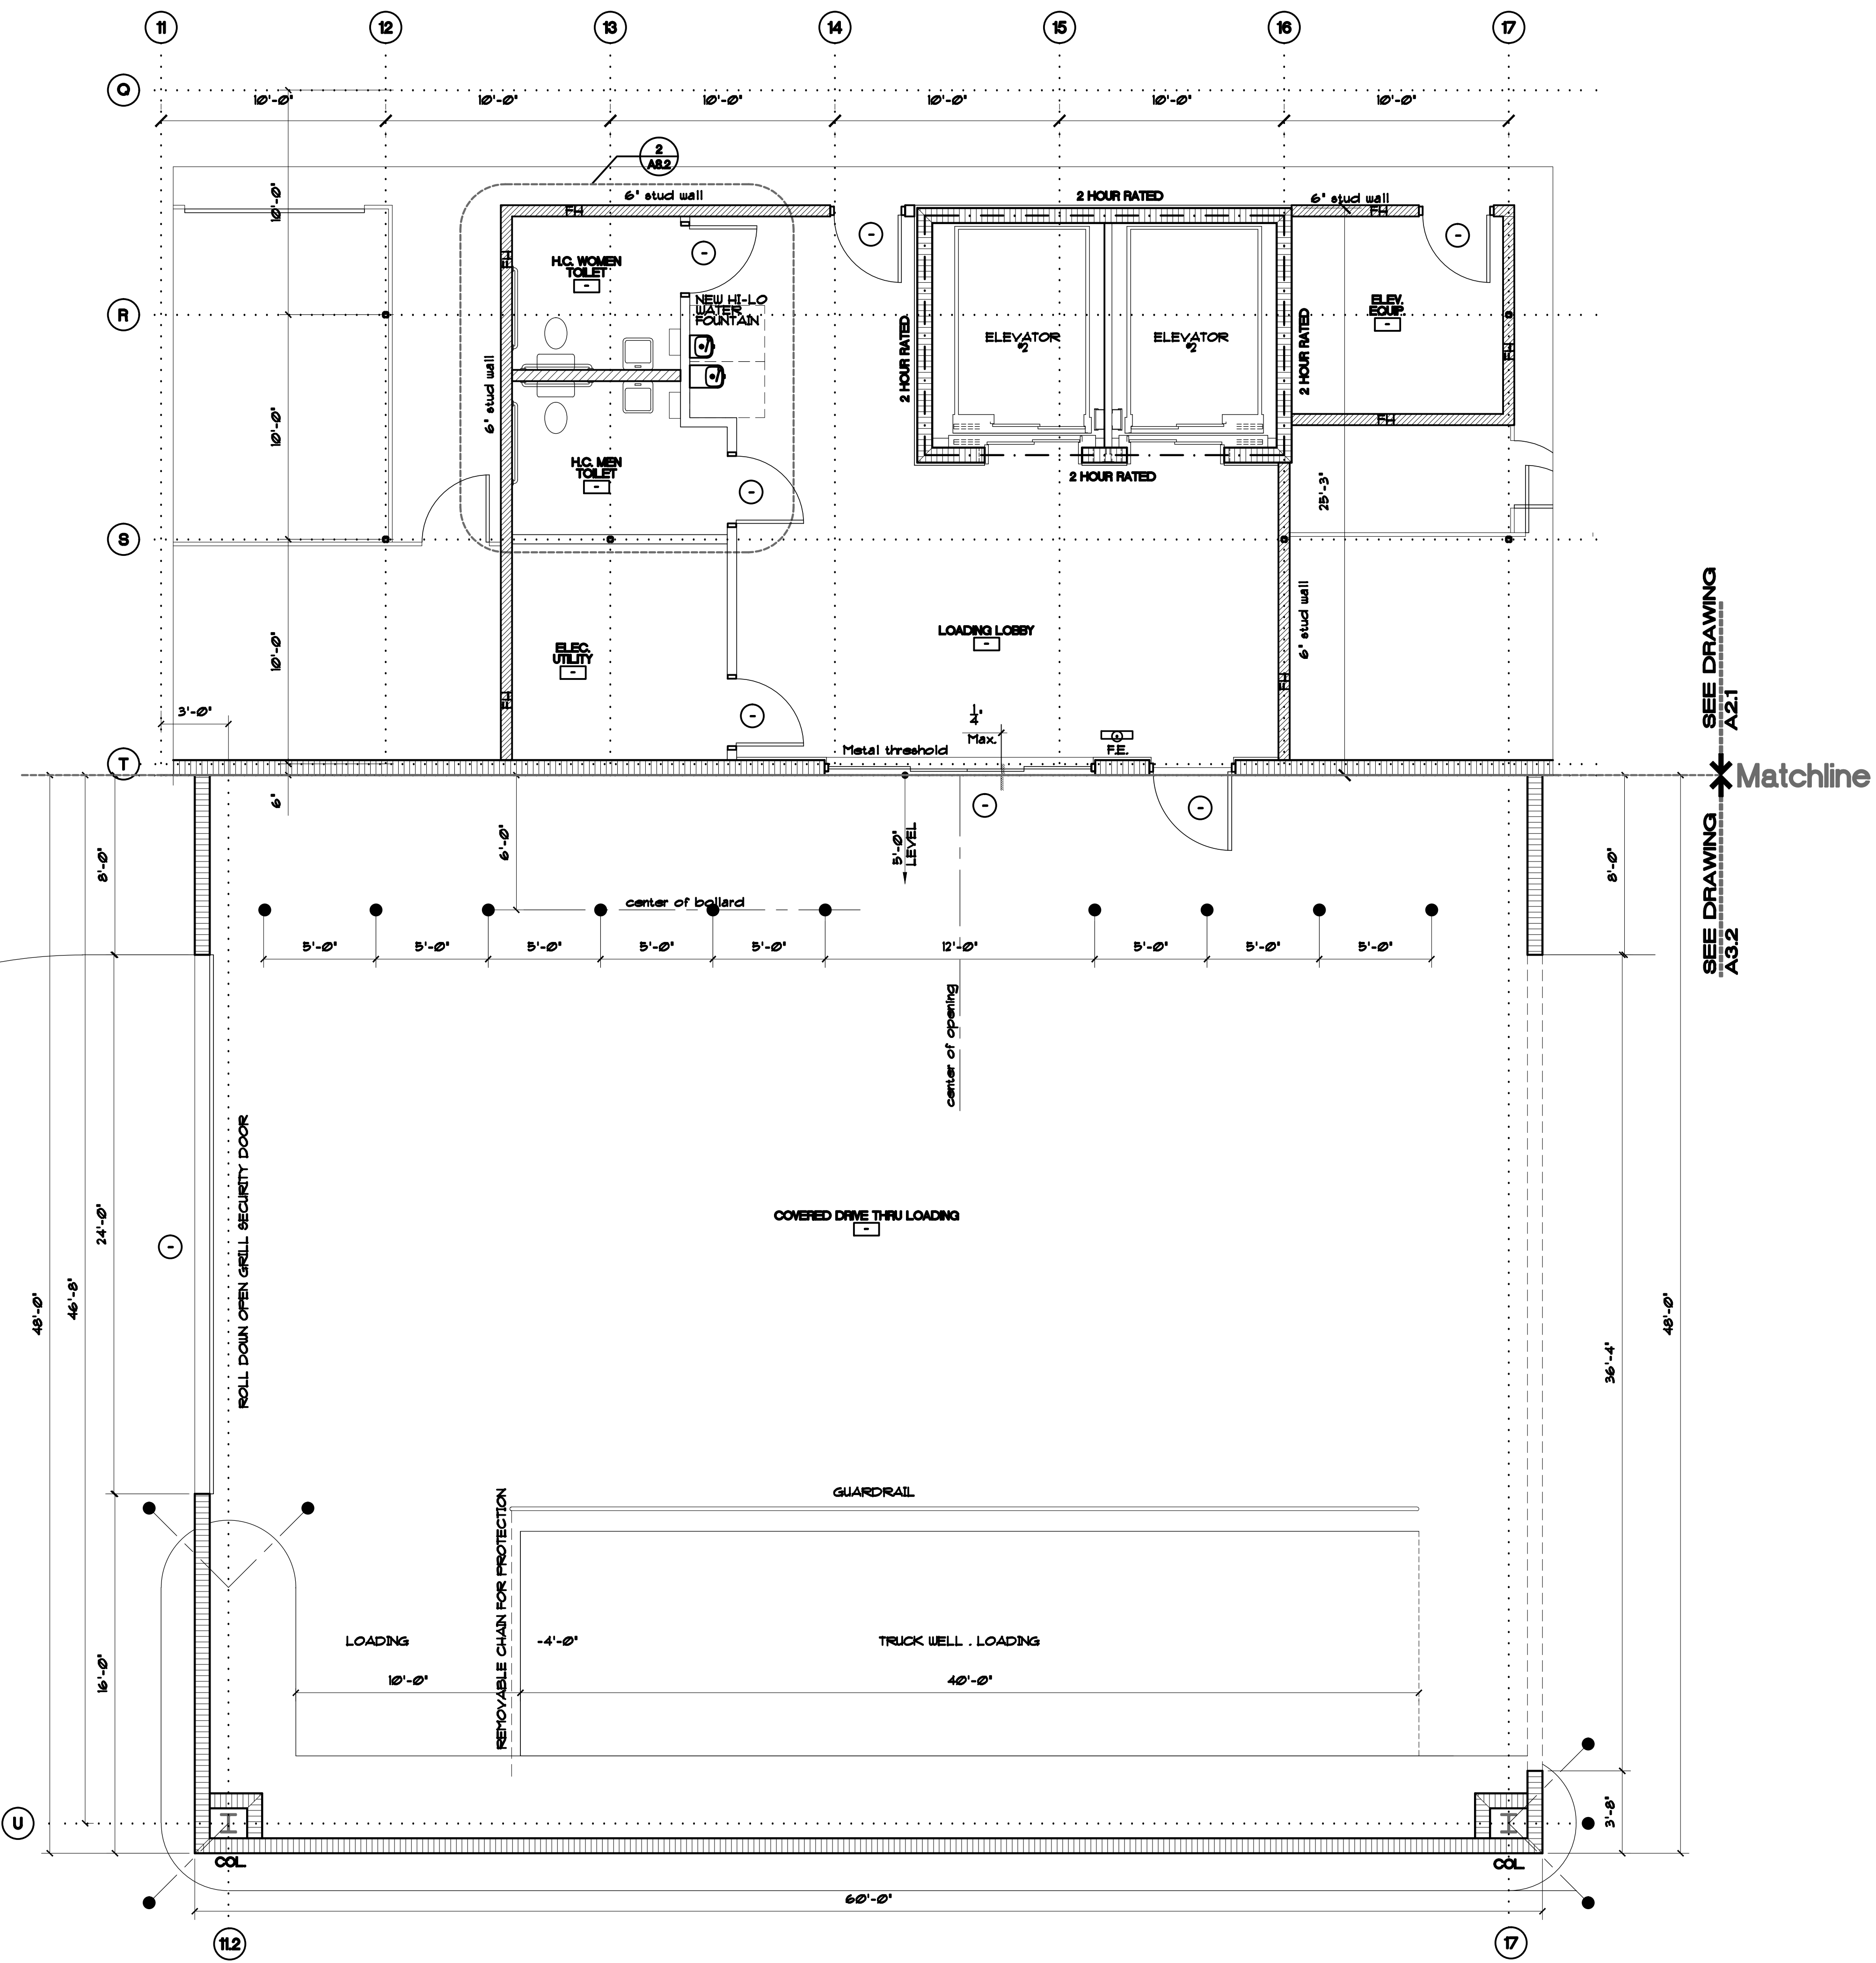 11 12 13 14 15 16 17
Q
10'-0" 10'-0" 10'-0" 10'-0" 10'-0" 10'-0"
2
A8.2
6" stud wall
2 HOUR RATED
6" stud wall
10'-0"
H.C. WOMEN
TOILET
-
-
-
-
NEW HI-LO
WATER
FOUNTAIN
ELEV.
EQUIP.
-
R
ELEVATOR
#2
ELEVATOR
#2
2 HOUR RATED
2 HOUR RATED
6" stud wall
10'-0"
H.C. MEN
TOILET
-
-
2 HOUR RATED
25'-3"
S
10'-0"
ELEC.
UTILITY
-
LOADING LOBBY
-
6" stud wall
SEE DRAWING
A2.1
3'-0"
-
1/4"
Max.
Metal threshold
F.E.
T
Matchline
6"
-
-
SEE DRAWING
A3.2
8'-0"
6'-0"
5'-0"
LEVEL
8'-0"
center of bollard
5'-0" 5'-0" 5'-0" 5'-0" 5'-0" 12'-0" 5'-0" 5'-0" 5'-0"
center of opening
ROLL DOWN OPEN GRILL SECURITY DOOR
24'-0"
-
COVERED DRIVE THRU LOADING
-
48'-0"
46'-8"
36'-4"
48'-0"
GUARDRAIL
REMOVABLE CHAIN FOR PROTECTION
LOADING
-4'-0"
TRUCK WELL . LOADING
16'-0"
10'-0"
40'-0"
U
3'-8"
COL.
COL.
60'-0"
11.2
17